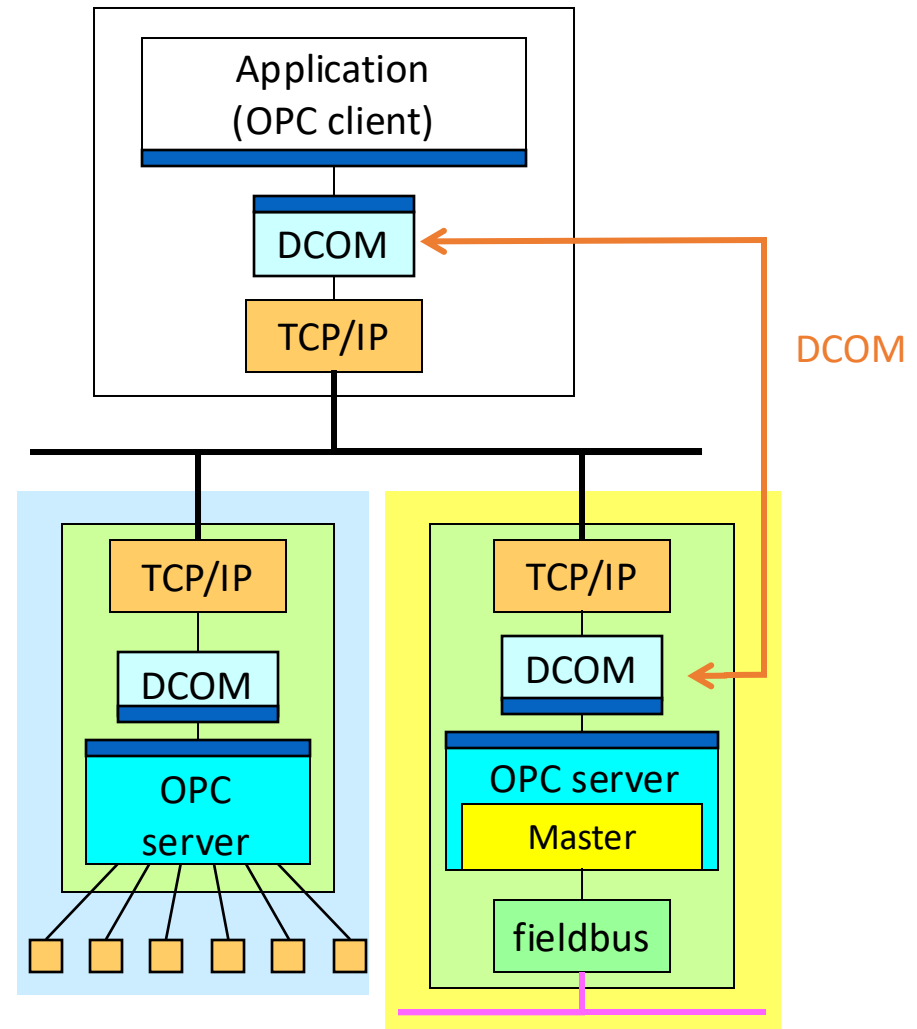 Application
(OPC client)
DCOM
TCP/IP
DCOM
TCP/IP
DCOM
OPC
server
TCP/IP
DCOM
OPC server
Master
fieldbus